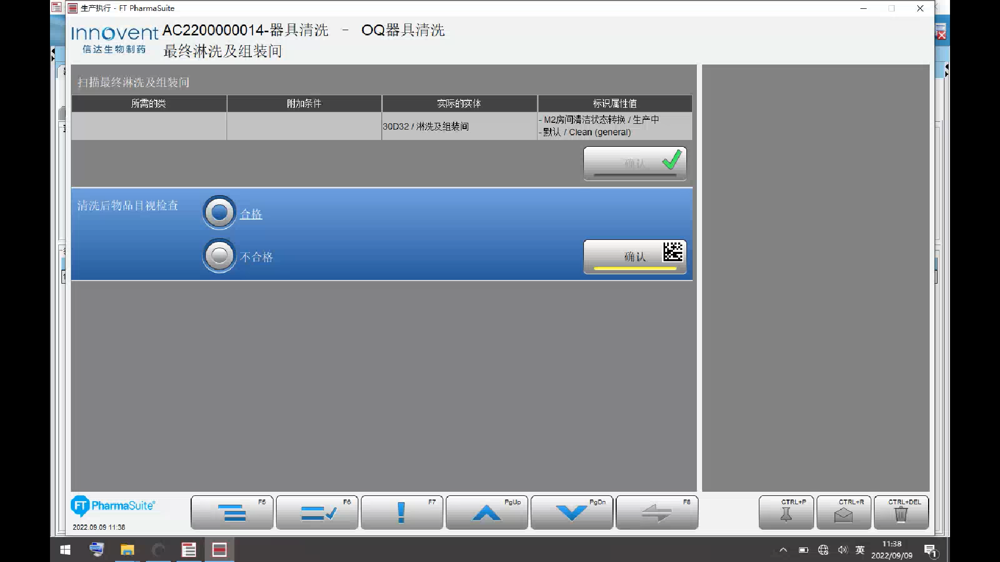 生产执行 - FT PharmaSuite
Innovent
信达生物制药
AC2200000014-器具清洗 - OQ器具清洗
最终淋洗及组装间
扫描最终淋洗及组装间
所需的类 附加条件 实际的实体 标识属性值
30D32 / 淋洗及组装间
- M2房间清洁状态转换 / 生产中
- 默认 / Clean (general)
确认
清洗后物品目视检查
合格
不合格
确认
FT PharmaSuite®
2022.09.09 11:38
F5
F6
F7
PgUp
PgDn
F8
CTRL+P
CTRL+R
CTRL+DEL
英
11:38
2022/09/09
1